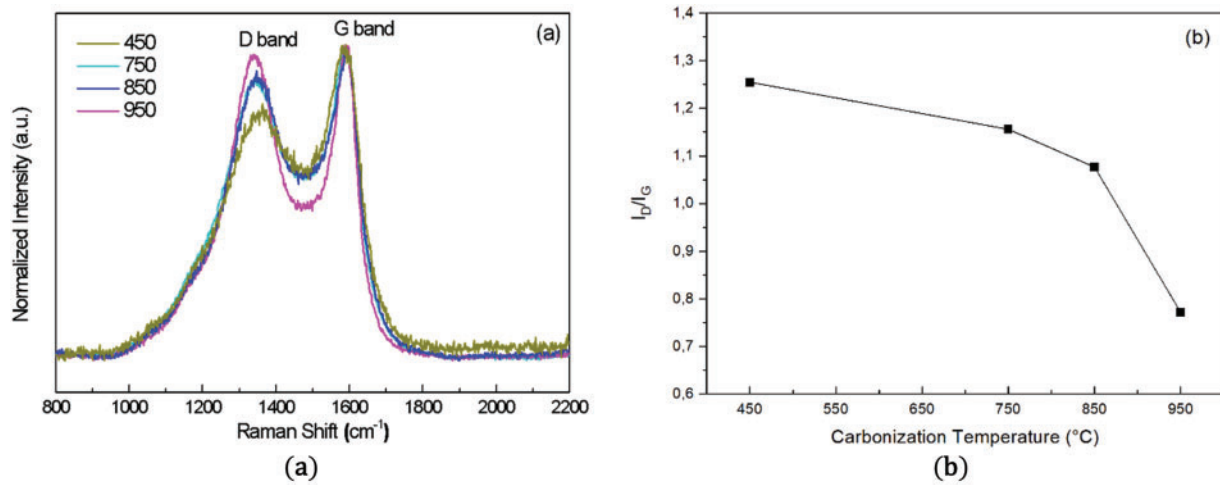 (a)
D band
G band
450
750
850
950
Normalized Intensity (a.u.)
800 1000 1200 1400 1600 1800 2000 2200
Raman Shift (cm⁻¹)
(a)
(b)
1,4
1,3
1,2
1,1
1,0
0,9
0,8
0,7
0,6
I_D/I_G
450 550 650 750 850 950
Carbonization Temperature (°C)
(b)